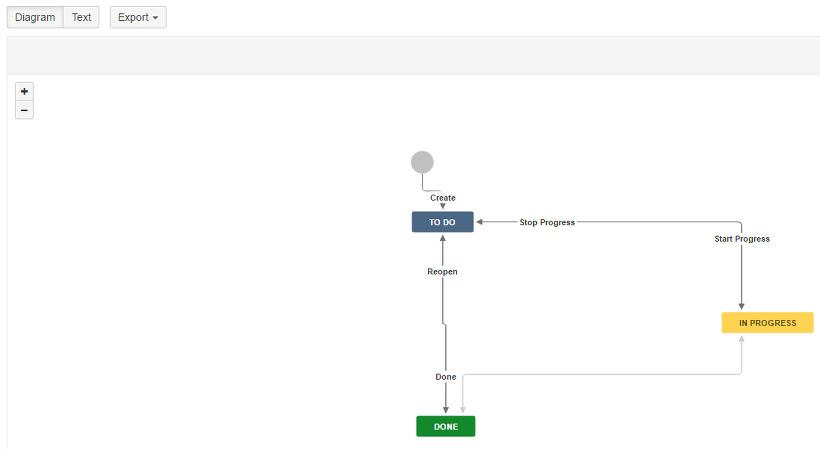 Diagram Text Export
+
−
Create
TO DO
Stop Progress
Start Progress
Reopen
IN PROGRESS
Done
DONE